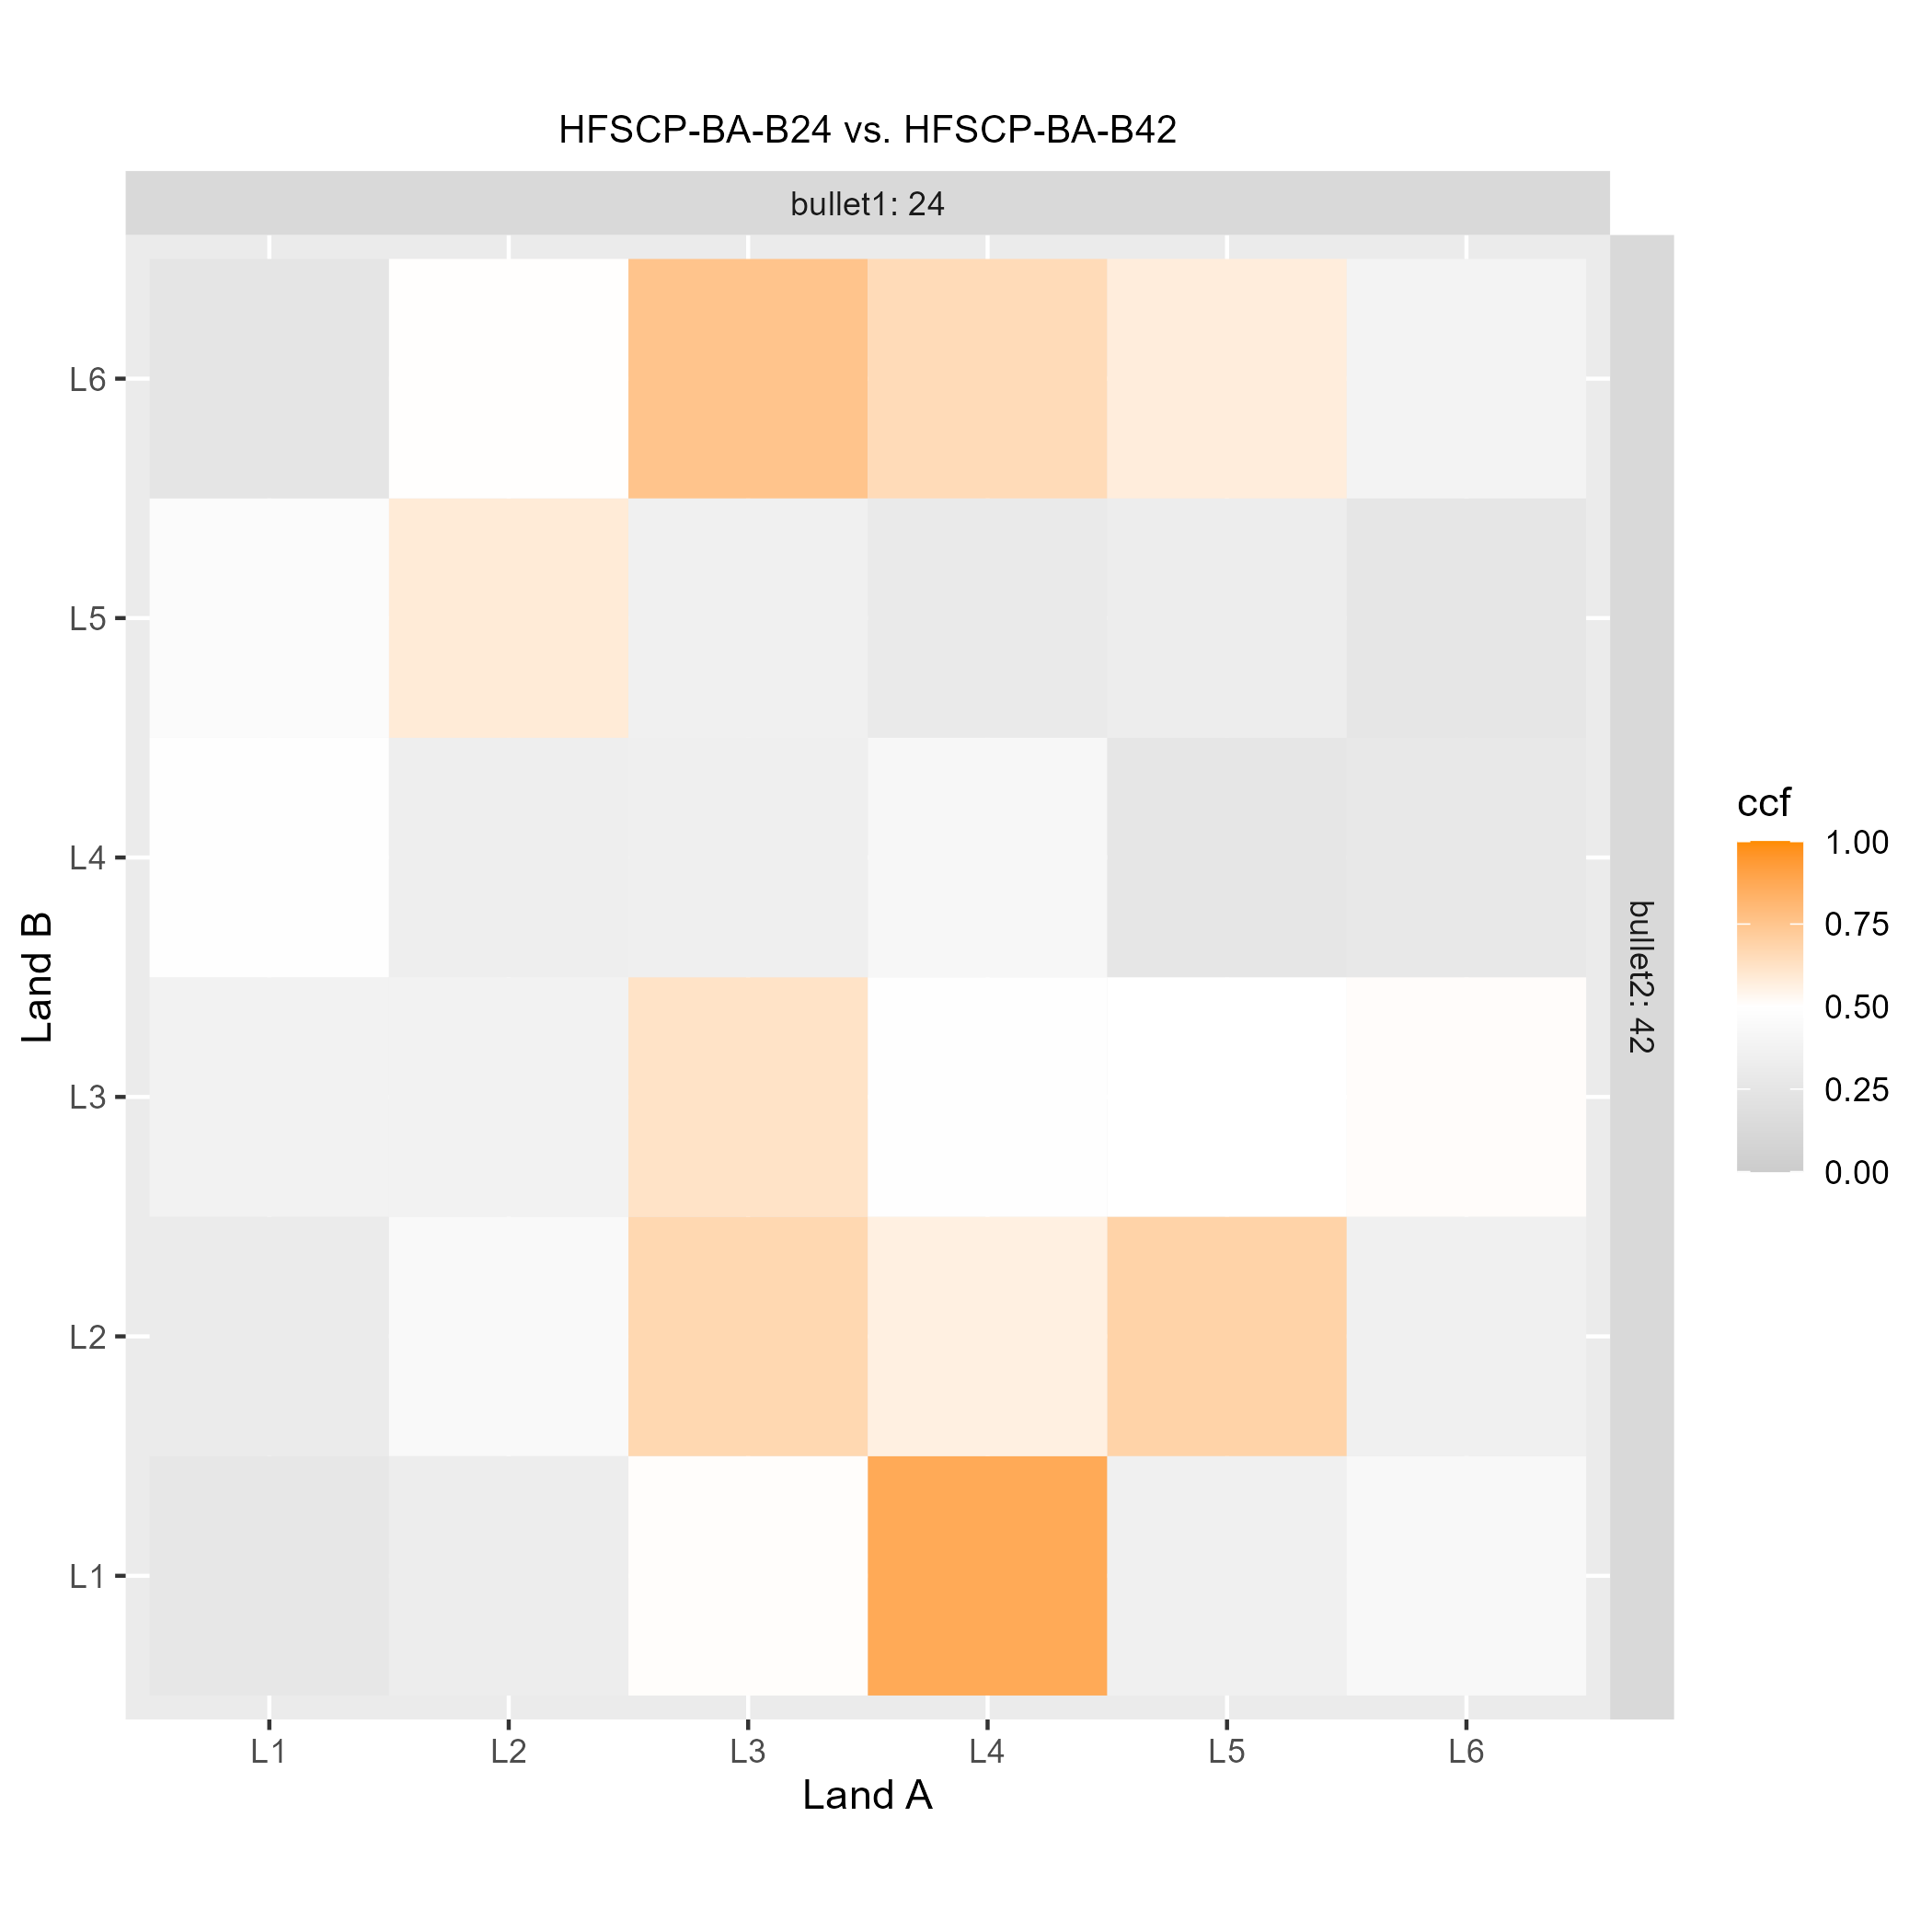 HFSCP-BA-B24 vs. HFSCP-BA-B42
bullet1: 24
L6
L5
L4
L3
L2
L1
Land B
bullet2: 42
L1 L2 L3 L4 L5 L6
Land A
ccf
1.00
0.75
0.50
0.25
0.00